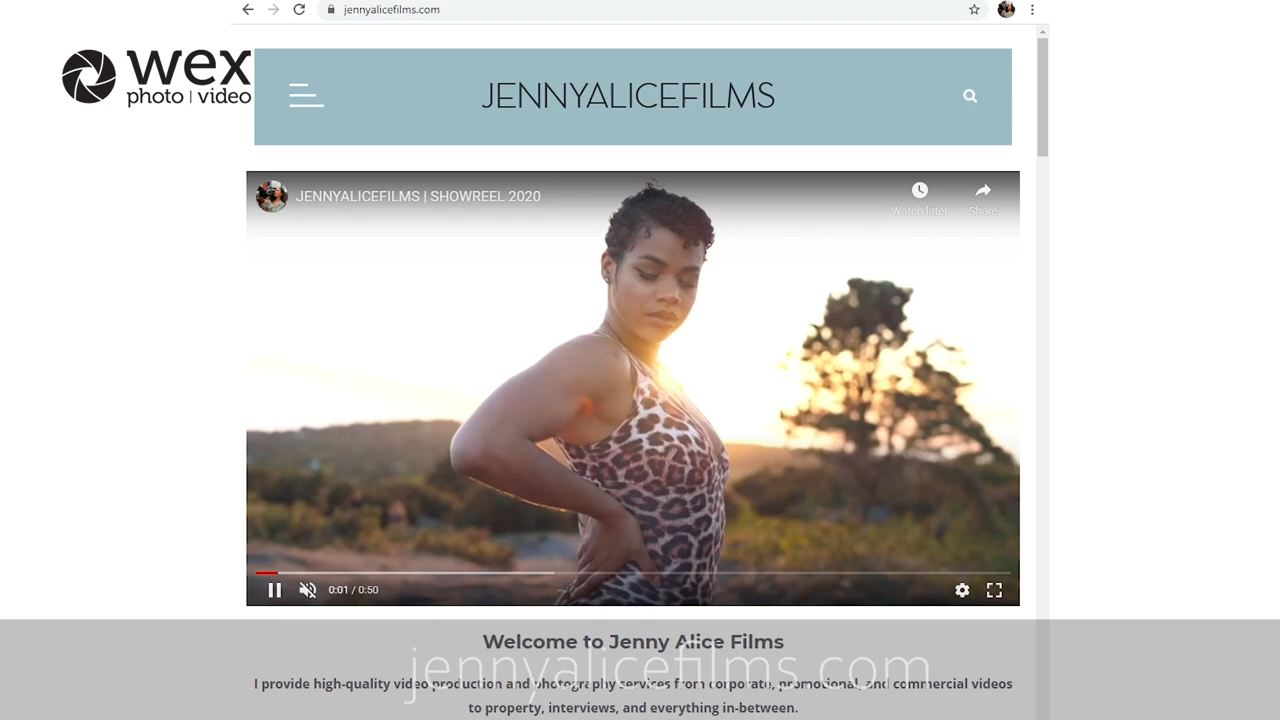 jennyalicefilms.com
wex
photo | video
JENNYALICEFILMS
JENNYALICEFILMS | SHOWREEL 2020
Watch later
Share
0:01 / 0:50
Welcome to Jenny Alice Films
jennyalicefilms.com
I provide high-quality video production and photography services from corporate, promotional, and commercial videos
to property, interviews, and everything in-between.